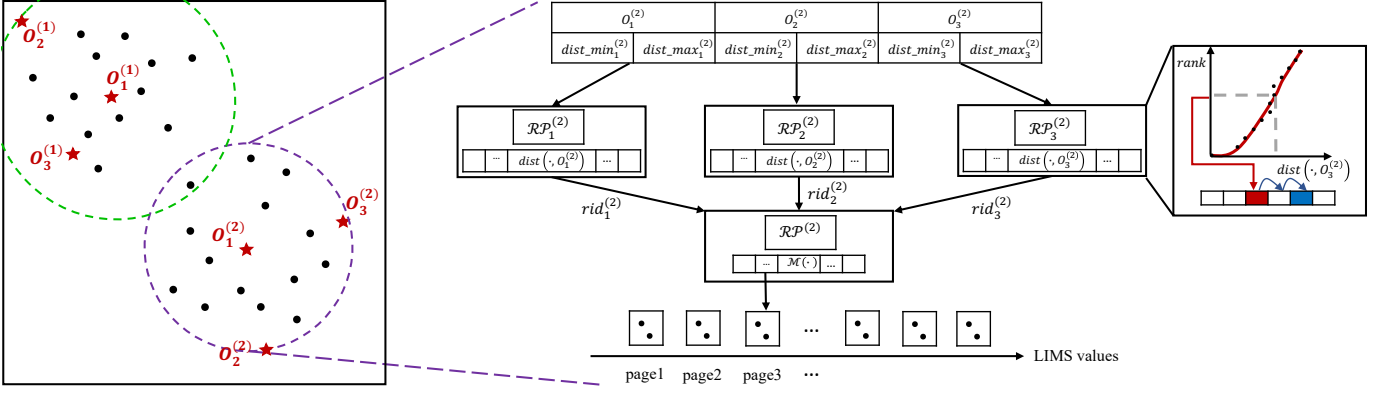 O_2^{(1)}
O_1^{(1)}
O_3^{(1)}
O_3^{(2)}
O_1^{(2)}
O_2^{(2)}
O_1^{(2)} O_2^{(2)} O_3^{(2)}
dist_min_1^{(2)} dist_max_1^{(2)} dist_min_2^{(2)} dist_max_2^{(2)} dist_min_3^{(2)} dist_max_3^{(2)}
ℛ𝒫_1^{(2)} ℛ𝒫_2^{(2)} ℛ𝒫_3^{(2)}
... dist(·, O_1^{(2)}) ... ... dist(·, O_2^{(2)}) ... ... dist(·, O_3^{(2)}) ...
rid_1^{(2)} rid_2^{(2)} rid_3^{(2)}
ℛ𝒫^{(2)}
... ℳ(·) ...
...
LIMS values
page1 page2 page3 ...
rank
dist(·, O_3^{(2)})